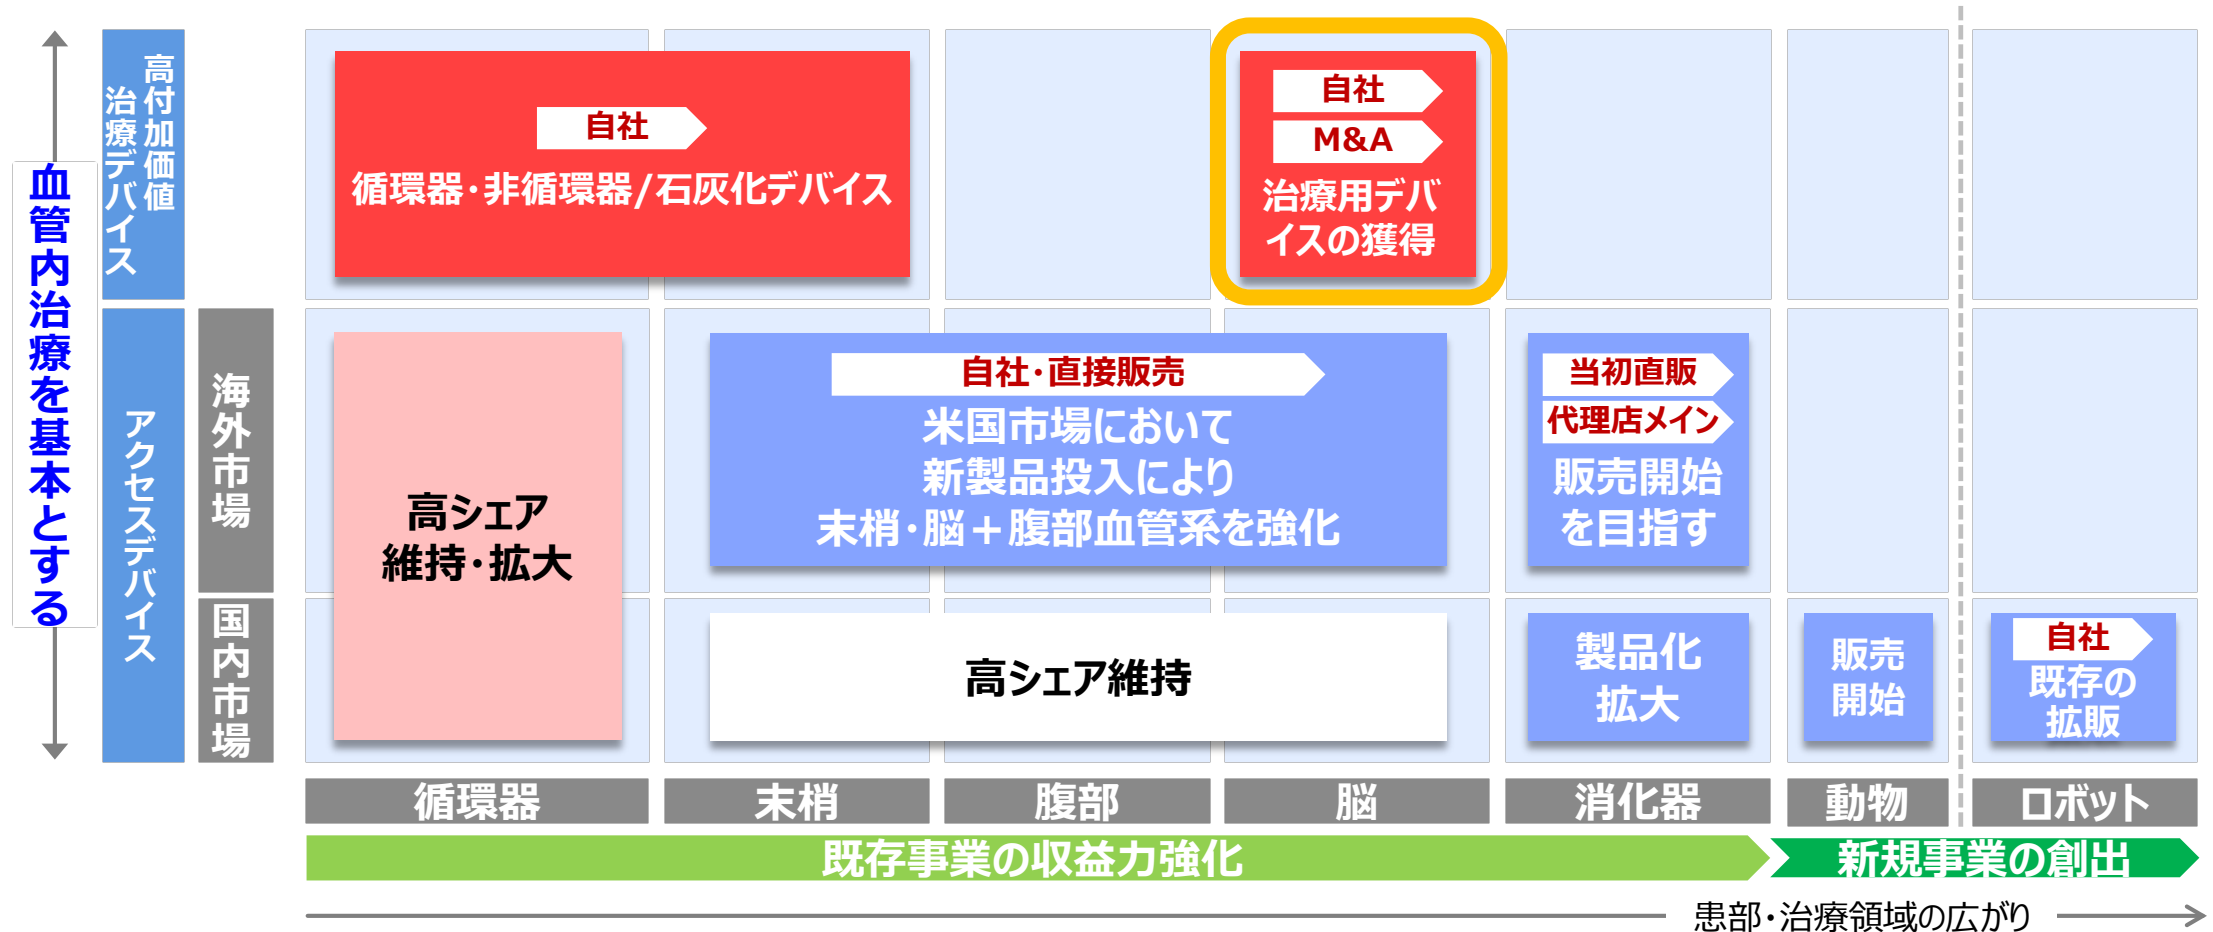 血管内治療を基本とする
高付加価値
治療デバイス
アクセスデバイス
海外市場
国内市場
自社
循環器・非循環器/石灰化デバイス
自社
M&A
治療用デバ
イスの獲得
高シェア
維持・拡大
自社・直接販売
米国市場において
新製品投入により
末梢・脳＋腹部血管系を強化
当初直販
代理店メイン
販売開始
を目指す
高シェア維持
製品化
拡大
販売
開始
自社
既存の
拡販
循環器
末梢
腹部
脳
消化器
動物
ロボット
既存事業の収益力強化
新規事業の創出
患部・治療領域の広がり